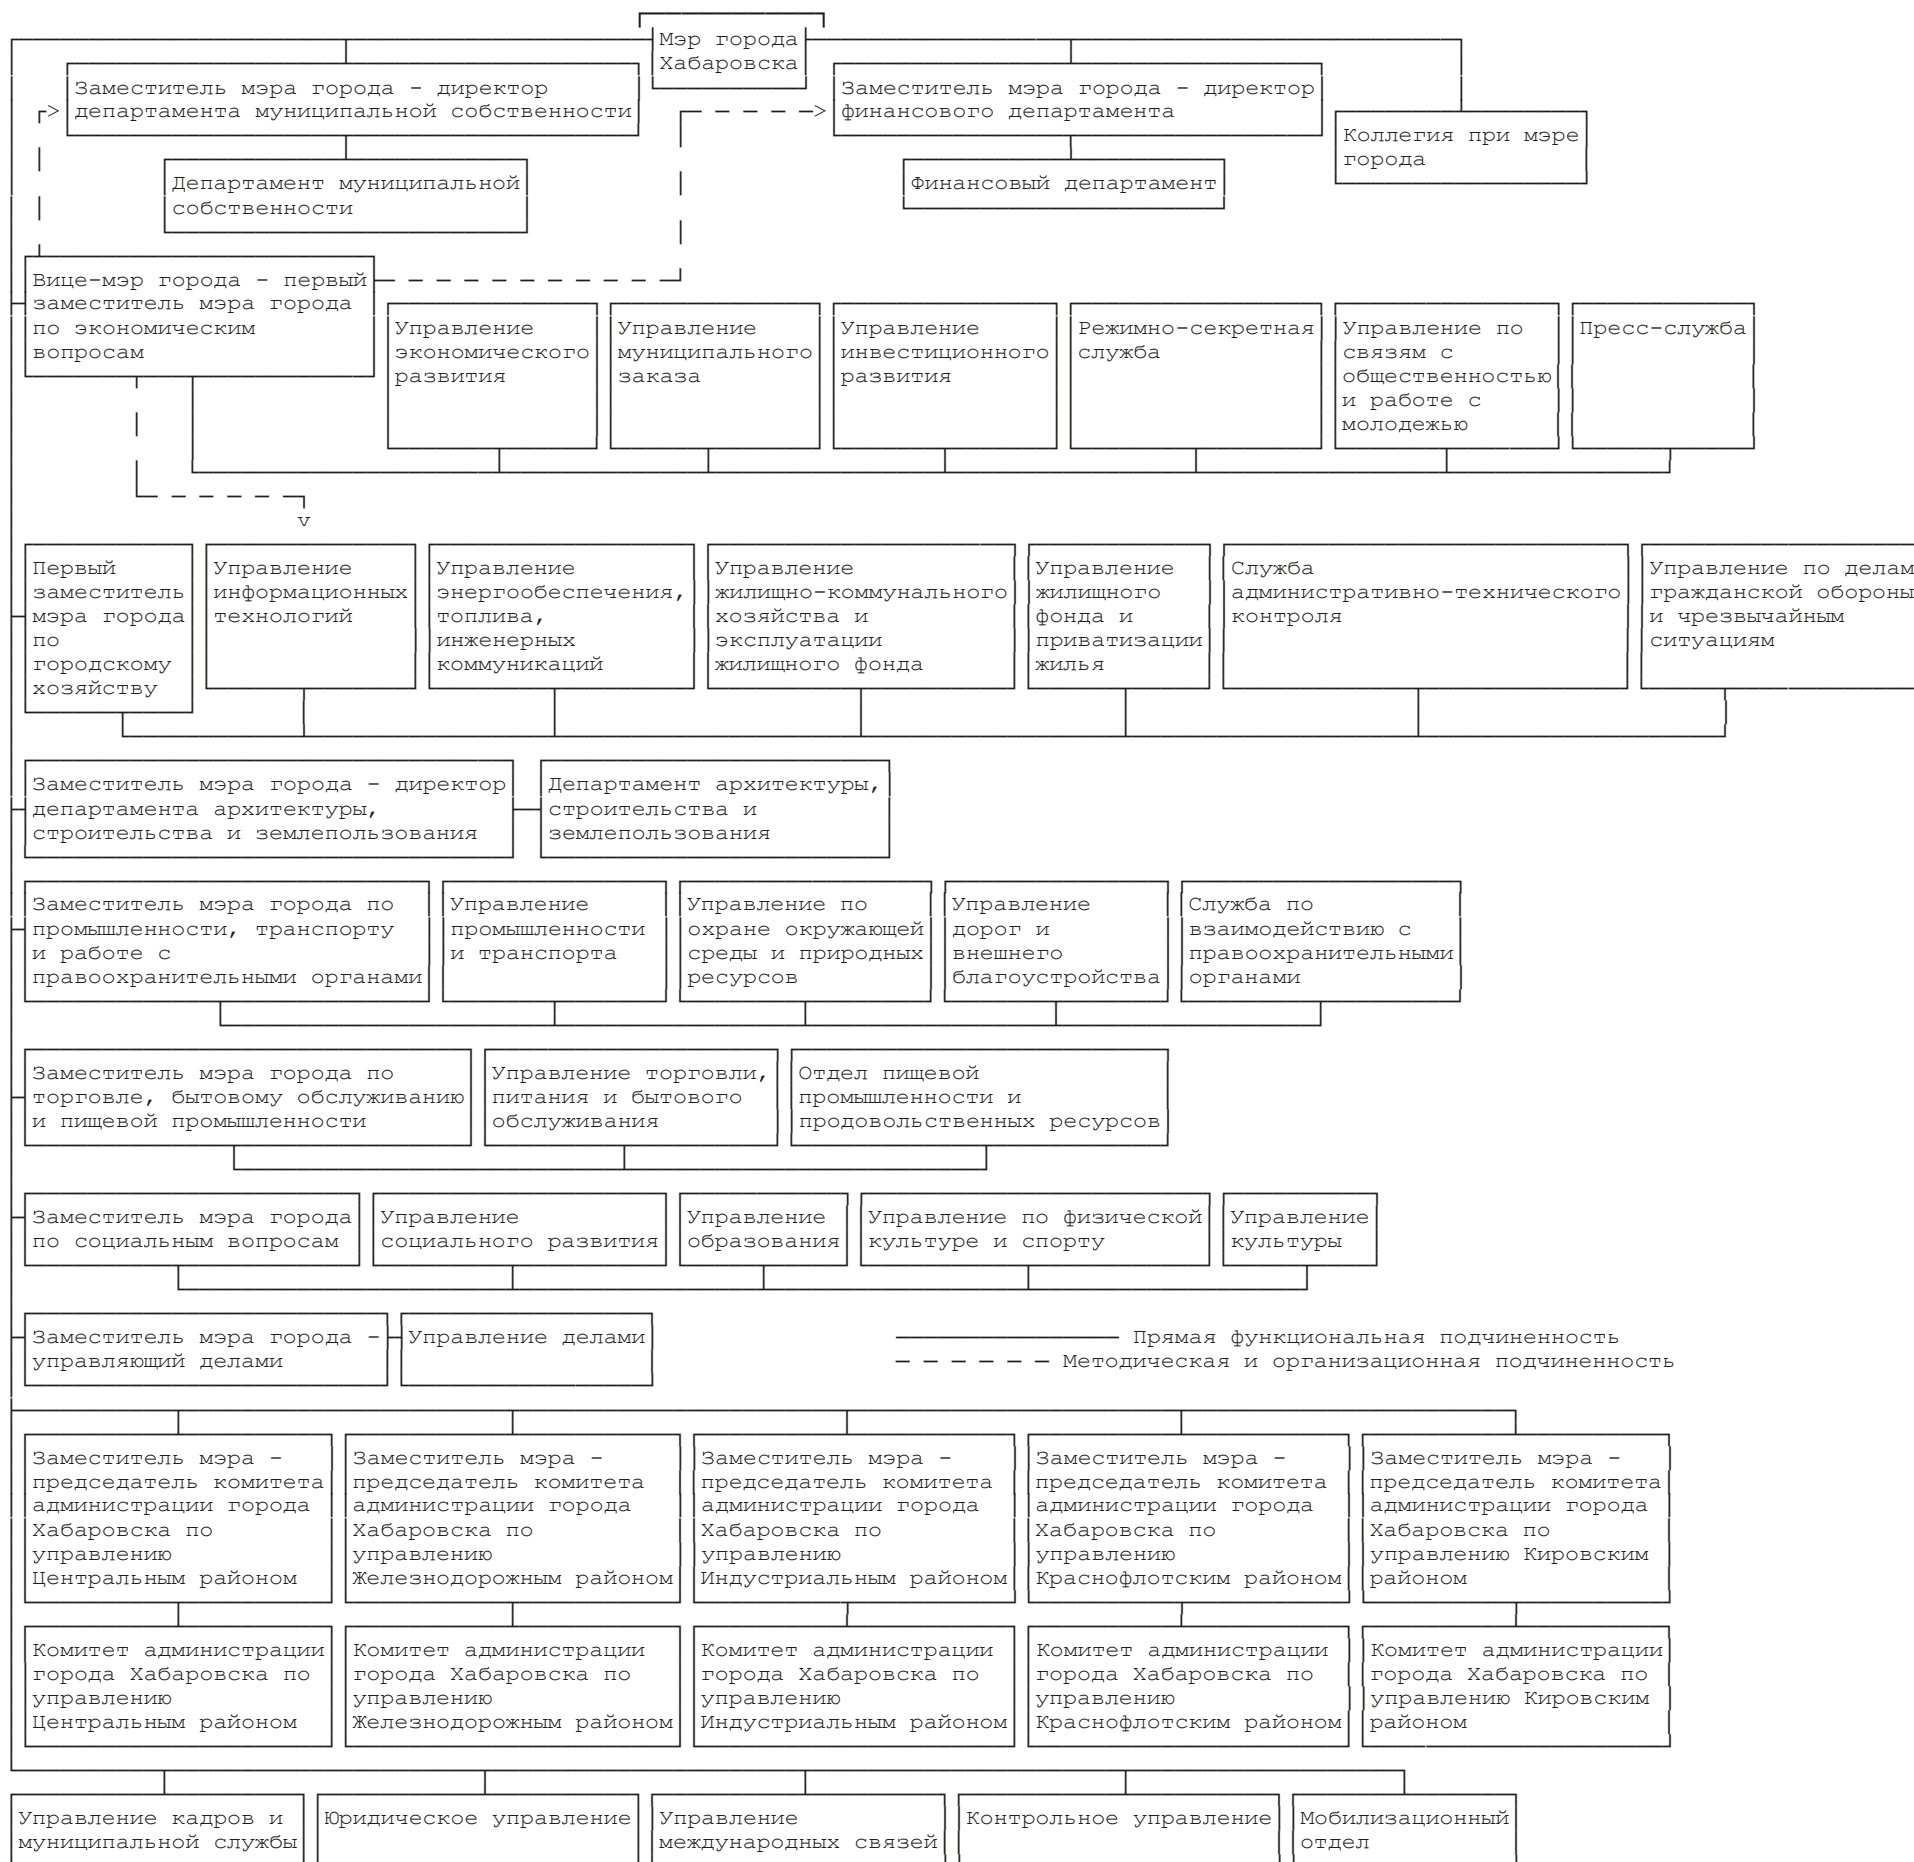 Мэр города
Хабаровска
Заместитель мэра города - директор
департамента муниципальной собственности
Заместитель мэра города - директор
финансового департамента
Коллегия при мэре
города
Департамент муниципальной
собственности
Финансовый департамент
Вице-мэр города - первый
заместитель мэра города
по экономическим
вопросам
Управление
экономического
развития
Управление
муниципального
заказа
Управление
инвестиционного
развития
Режимно-секретная
служба
Управление по
связям с
общественностью
и работе с
молодежью
Пресс-служба
Первый
заместитель
мэра города
по
городскому
хозяйству
Управление
информационных
технологий
Управление
энергообеспечения,
топлива,
инженерных
коммуникаций
Управление
жилищно-коммунального
хозяйства и
эксплуатации
жилищного фонда
Управление
жилищного
фонда и
приватизации
жилья
Служба
административно-технического
контроля
Управление по делам
гражданской обороны
и чрезвычайным
ситуациям
Заместитель мэра города - директор
департамента архитектуры,
строительства и землепользования
Департамент архитектуры,
строительства и
землепользования
Заместитель мэра города по
промышленности, транспорту
и работе с
правоохранительными органами
Управление
промышленности
и транспорта
Управление по
охране окружающей
среды и природных
ресурсов
Управление
дорог и
внешнего
благоустройства
Служба по
взаимодействию с
правоохранительными
органами
Заместитель мэра города по
торговле, бытовому обслуживанию
и пищевой промышленности
Управление торговли,
питания и бытового
обслуживания
Отдел пищевой
промышленности и
продовольственных ресурсов
Заместитель мэра города
по социальным вопросам
Управление
социального развития
Управление
образования
Управление по физической
культуре и спорту
Управление
культуры
Заместитель мэра города -
управляющий делами
Управление делами
Прямая функциональная подчиненность
Методическая и организационная подчиненность
Заместитель мэра -
председатель комитета
администрации города
Хабаровска по
управлению
Центральным районом
Заместитель мэра -
председатель комитета
администрации города
Хабаровска по
управлению
Железнодорожным районом
Заместитель мэра -
председатель комитета
администрации города
Хабаровска по
управлению
Индустриальным районом
Заместитель мэра -
председатель комитета
администрации города
Хабаровска по
управлению
Краснофлотским районом
Заместитель мэра -
председатель комитета
администрации города
Хабаровска по
управлению Кировским
районом
Комитет администрации
города Хабаровска по
управлению
Центральным районом
Комитет администрации
города Хабаровска по
управлению
Железнодорожным районом
Комитет администрации
города Хабаровска по
управлению
Индустриальным районом
Комитет администрации
города Хабаровска по
управлению
Краснофлотским районом
Комитет администрации
города Хабаровска по
управлению Кировским
районом
Управление кадров и
муниципальной службы
Юридическое управление
Управление
международных связей
Контрольное управление
Мобилизационный
отдел